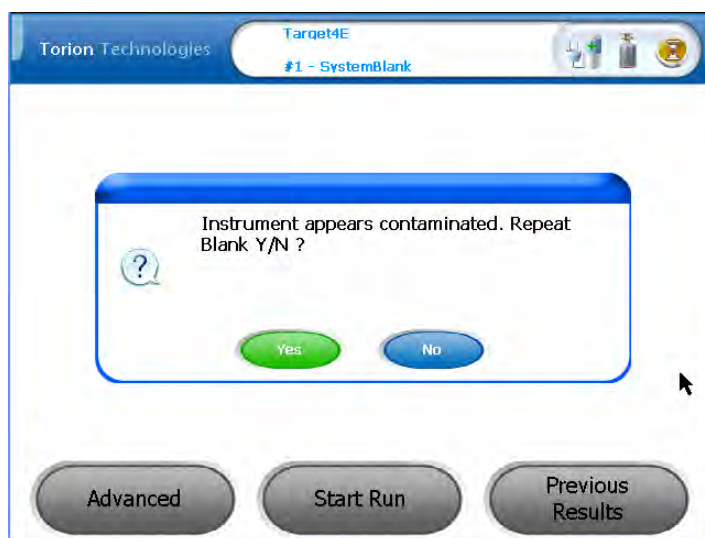 Torion Technologies
Target4E
#1 - SystemBlank
Instrument appears contaminated. Repeat
Blank Y/N ?
?
Yes
No
Advanced
Start Run
Previous
Results